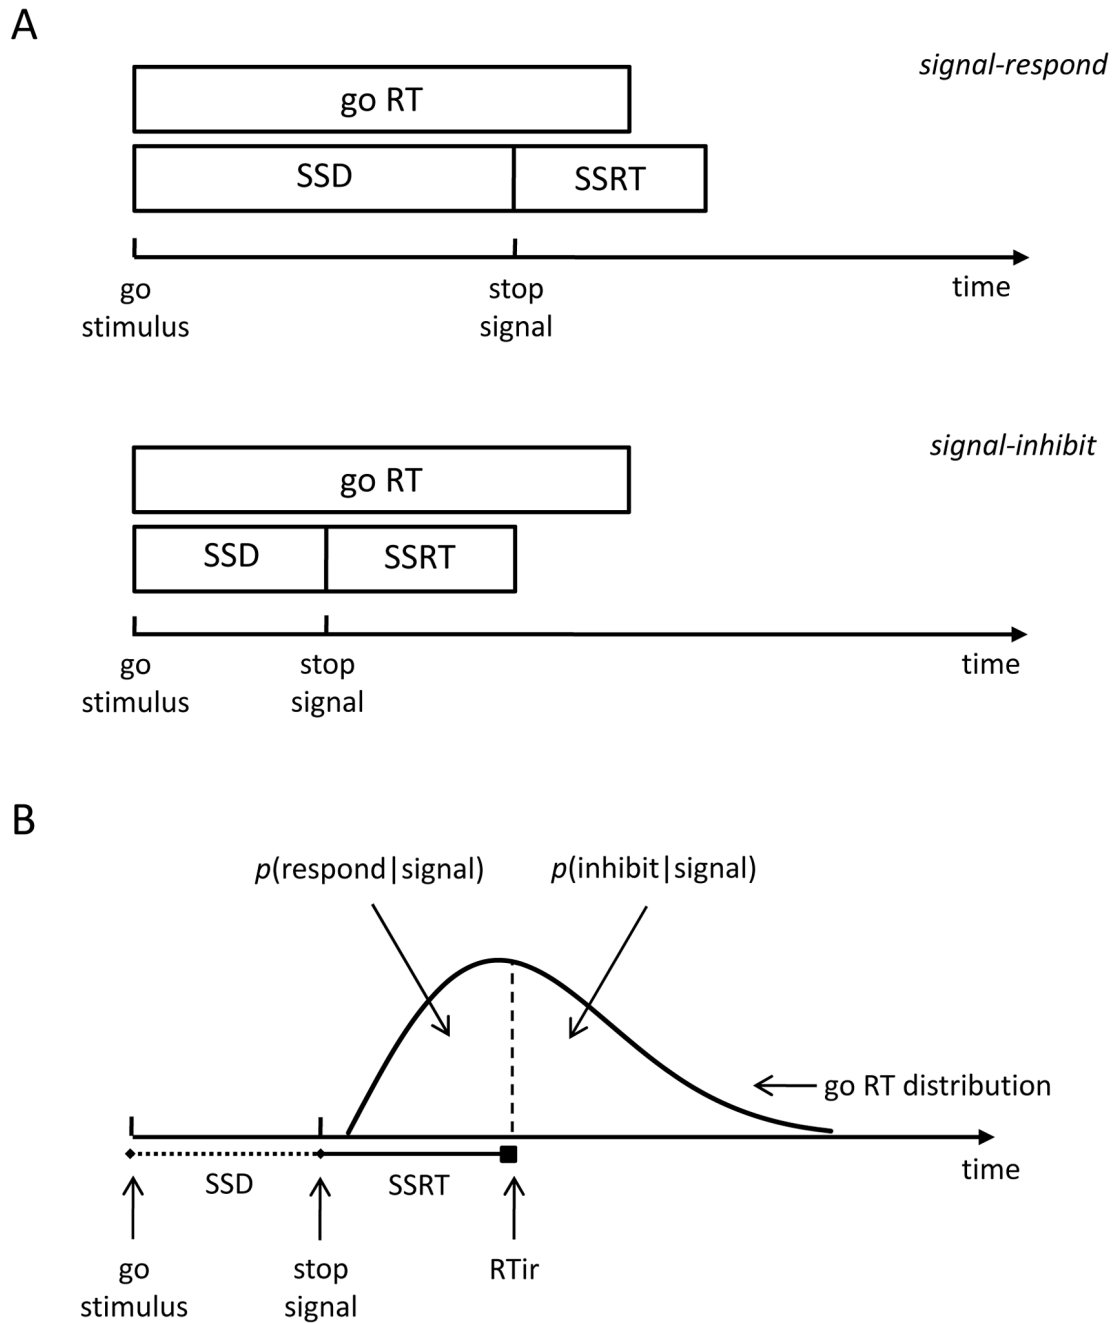 A
signal-respond
go RT
SSD SSRT
go stop time
stimulus signal
signal-inhibit
go RT
SSD SSRT
go stop time
stimulus signal
B
p(respond|signal) p(inhibit|signal)
go RT distribution
time
SSD SSRT
go stop RTir
stimulus signal